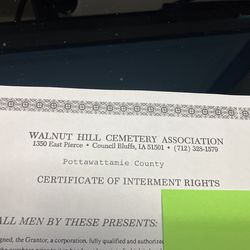 WALNUT HILL CEMETERY ASSOCIATION
1350 East Pierce • Council Bluffs, IA 51501 • (712) 328-1579
Pottawattamie County
CERTIFICATE OF INTERMENT RIGHTS
ALL MEN BY THESE PRESENTS:
the Grantor, a corporation, fully qualified and